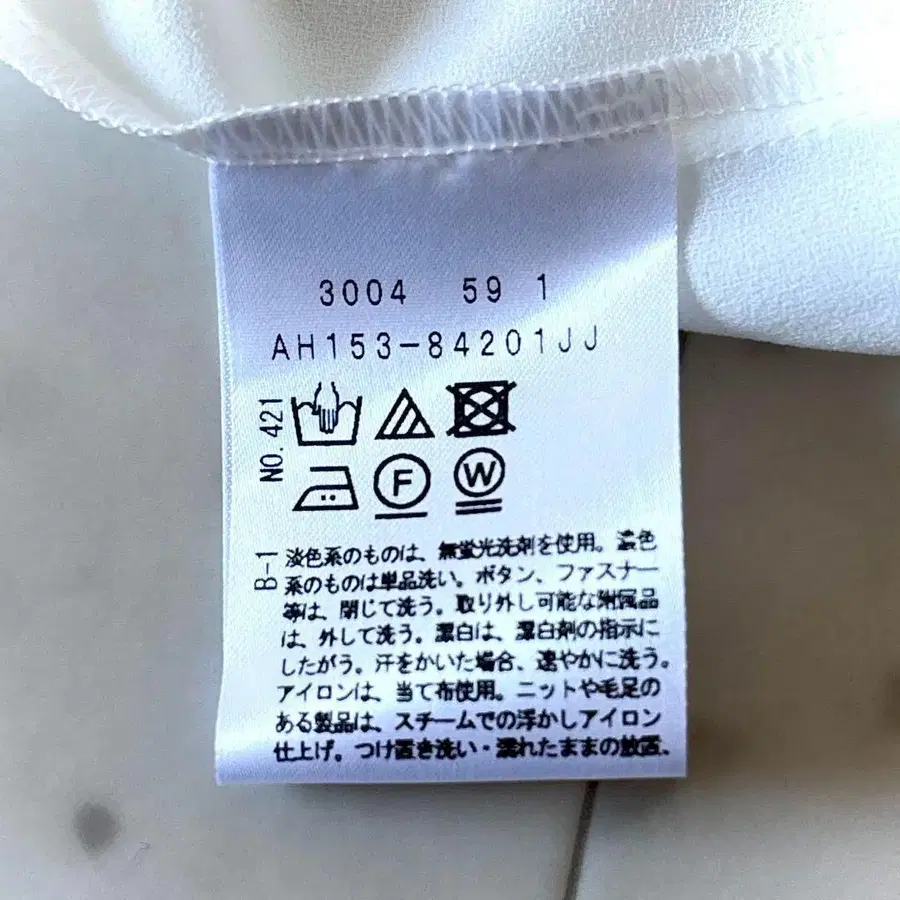 3004 59 1
AH153-84201JJ
NO. 421
F
W
B-1
淡色系のものは、無蛍光洗剤を使用。濃色
系のものは単品洗い。ボタン、ファスナー
等は、閉じて洗う。取り外し可能な附属品
は、外して洗う。漂白は、漂白剤の指示に
したがう。汗をかいた場合、速やかに洗う。
アイロンは、当て布使用。ニットや毛足の
ある製品は、スチームでの浮かしアイロン
仕上げ。つけ置き洗い・濡れたままの放置、